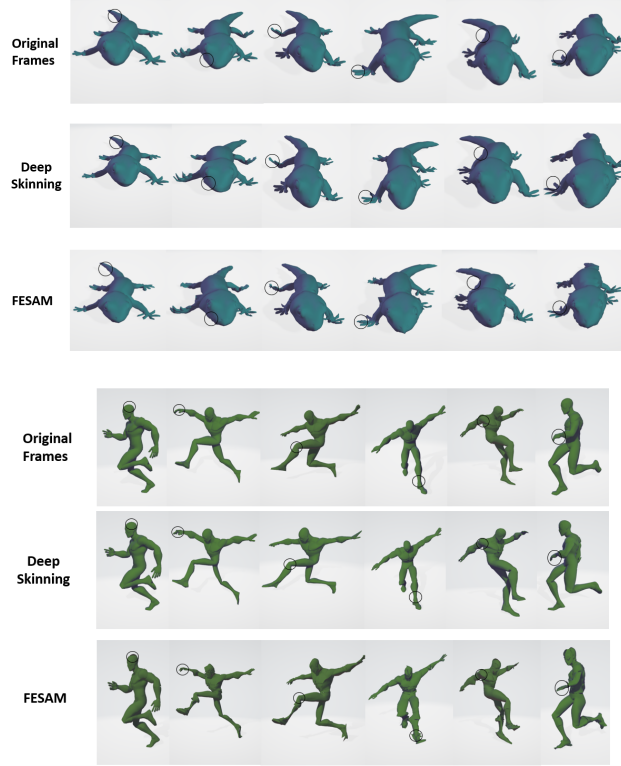 Original
Frames
Deep
Skinning
FESAM
Original
Frames
Deep
Skinning
FESAM